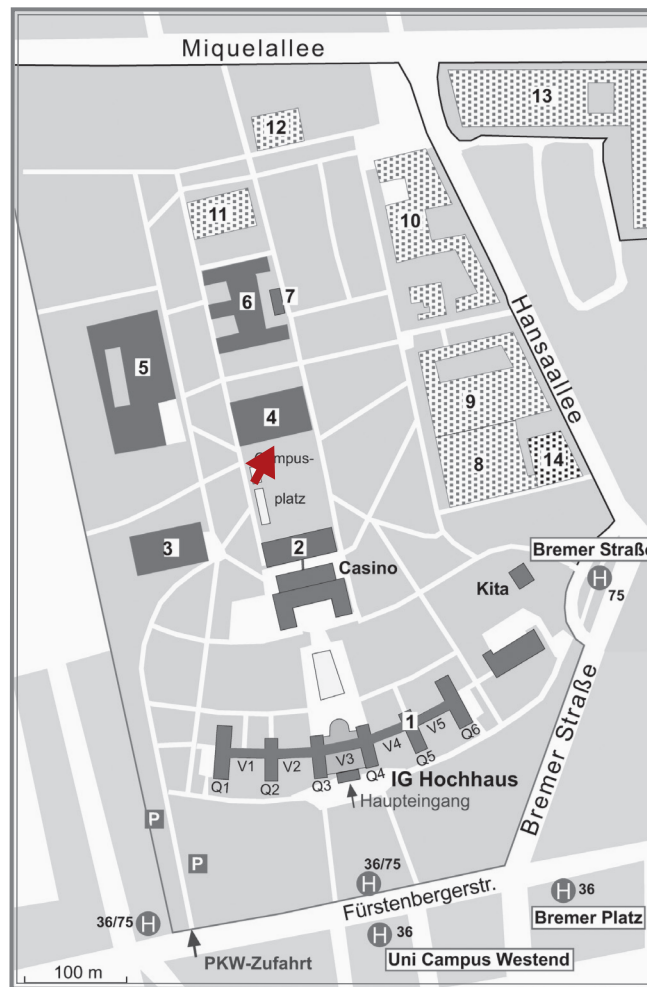 Miquelallee
13
12
11
10
6
7
Hansaallee
5
4
9
8
14
platz
3
2
Casino
Bremer Straße
H
75
Kita
1
V1
V2
V3
V4
V5
Q1
Q2
Q3
Q4
Q5
Q6
IG Hochhaus
Haupteingang
Bremer Straße
P
P
36/75
H
36/75
H
Fürstenbergerstr.
H
36
Bremer Platz
H
36
Uni Campus Westend
PKW-Zufahrt
100 m